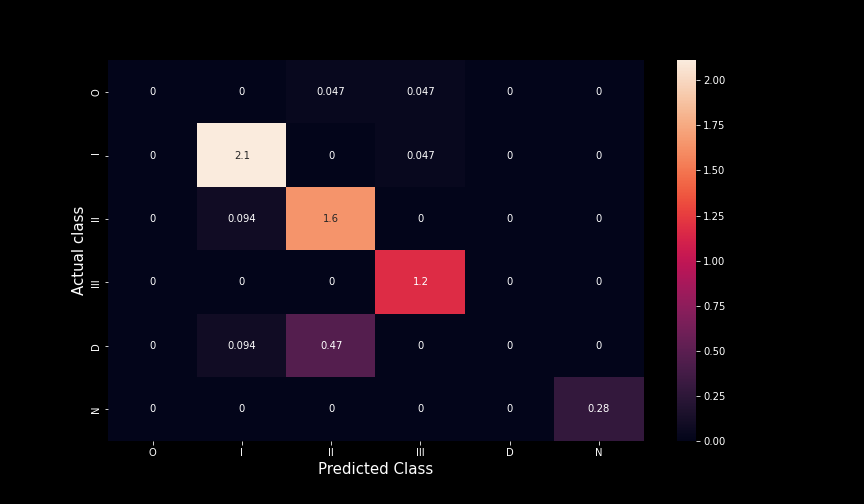 O 0 0 0.047 0.047 0 0
I 0 2.1 0 0.047 0 0
II 0 0.094 1.6 0 0 0
III 0 0 0 1.2 0 0
D 0 0.094 0.47 0 0 0
N 0 0 0 0 0 0.28
O I II III D N
Actual class
Predicted Class
2.00
1.75
1.50
1.25
1.00
0.75
0.50
0.25
0.00